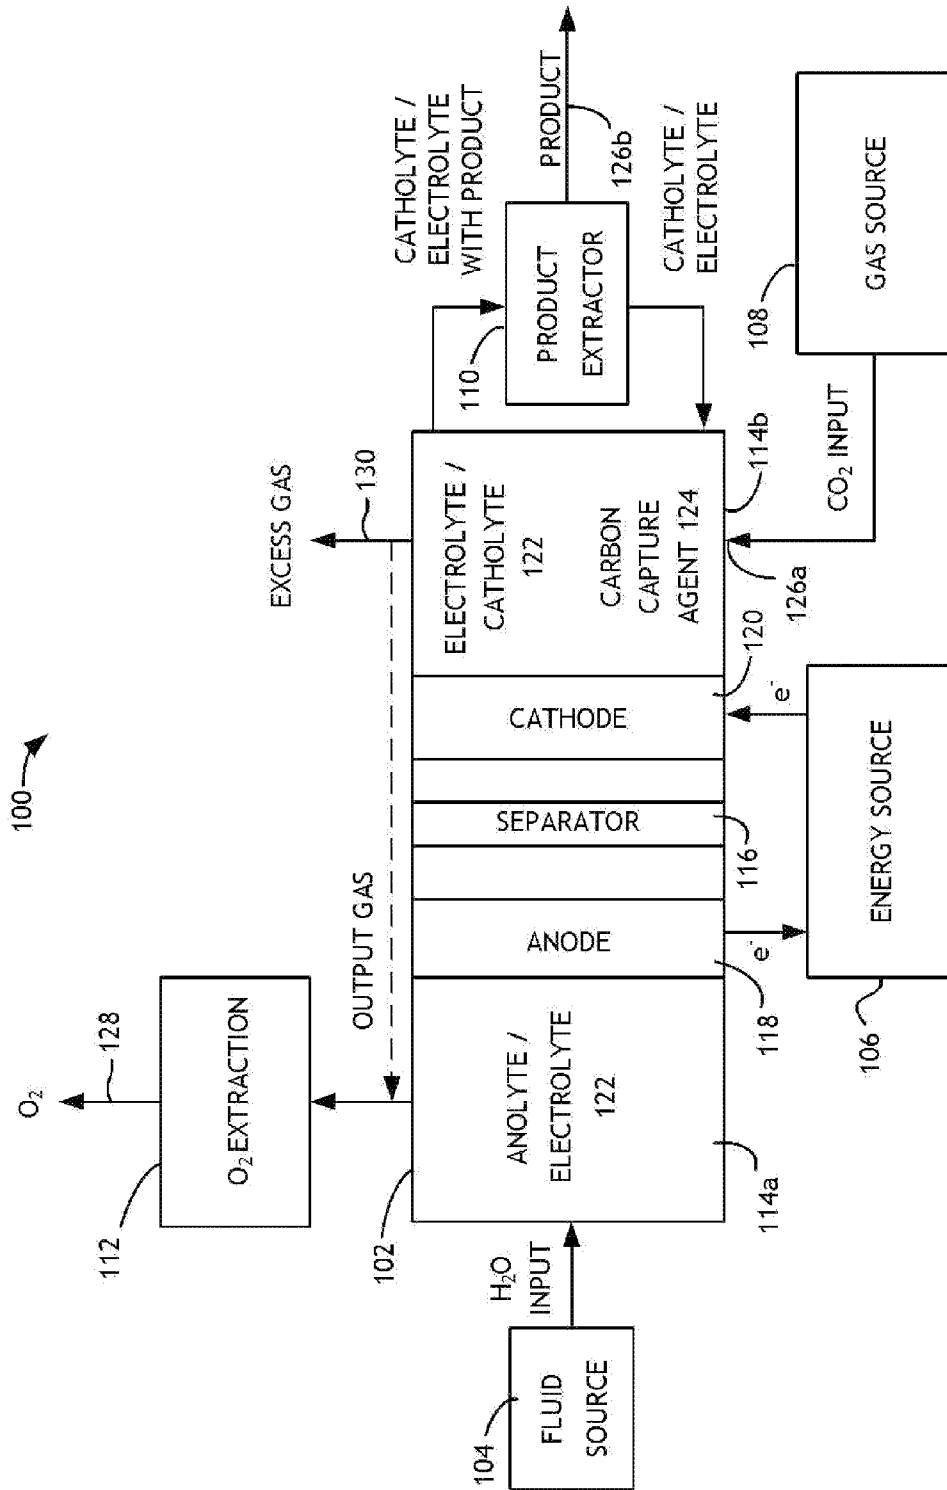 100
O₂
128
112
O₂ EXTRACTION
OUTPUT GAS
EXCESS GAS
130
CATHOLYTE /
ELECTROLYTE
WITH PRODUCT
110
PRODUCT
EXTRACTOR
PRODUCT
126b
CATHOLYTE /
ELECTROLYTE
102
104
FLUID
SOURCE
H₂O
INPUT
ANOLYTE /
ELECTROLYTE
122
114a
ANODE
118
SEPARATOR
116
CATHODE
120
ELECTROLYTE /
CATHOLYTE
122
CARBON
CAPTURE
AGENT 124
114b
126a
e⁻
e⁻
ENERGY SOURCE
106
CO₂ INPUT
108
GAS SOURCE